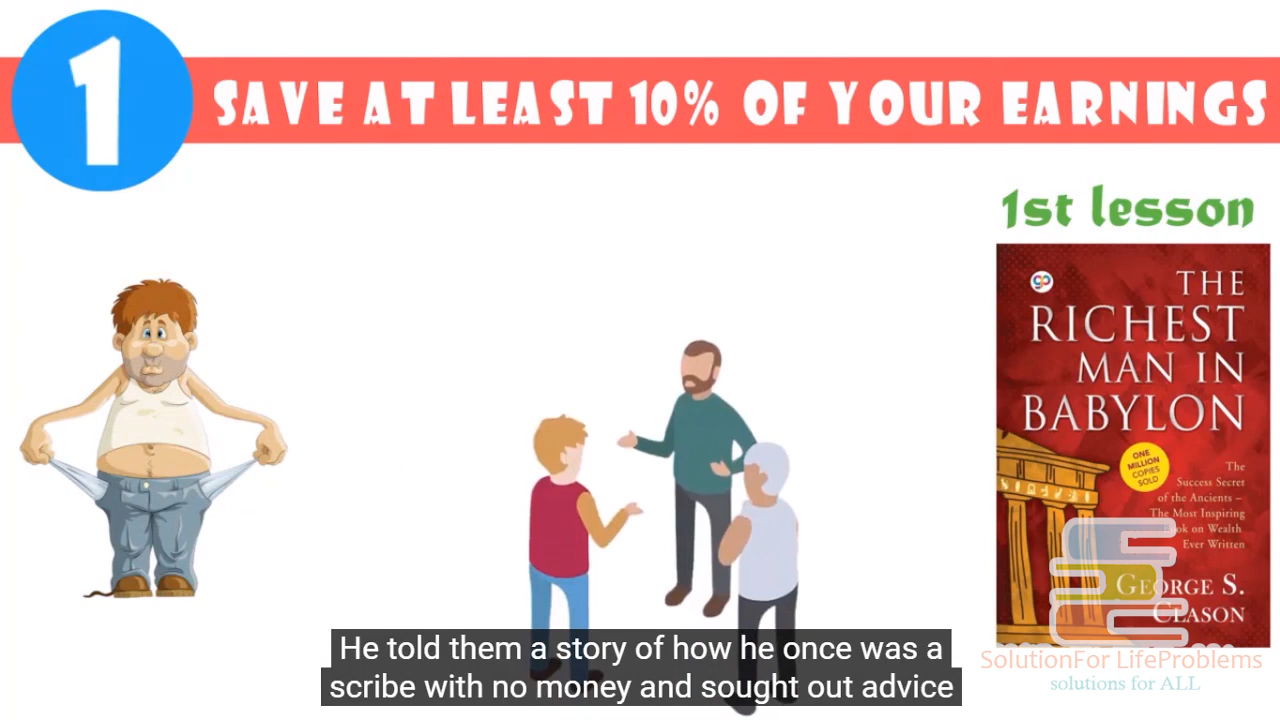 1
SAVE AT LEAST 10% OF YOUR EARNINGS
1st lesson
gp
THE
RICHEST
MAN IN
BABYLON
ONE
MILLION
COPIES
SOLD
The
Success Secret
of the Ancients –
The Most Inspiring
ok on Wealth
Ever Written
GEORGE S.
CLASON
He told them a story of how he once was a
scribe with no money and sought out advice
SolutionFor LifeProblems
solutions for ALL